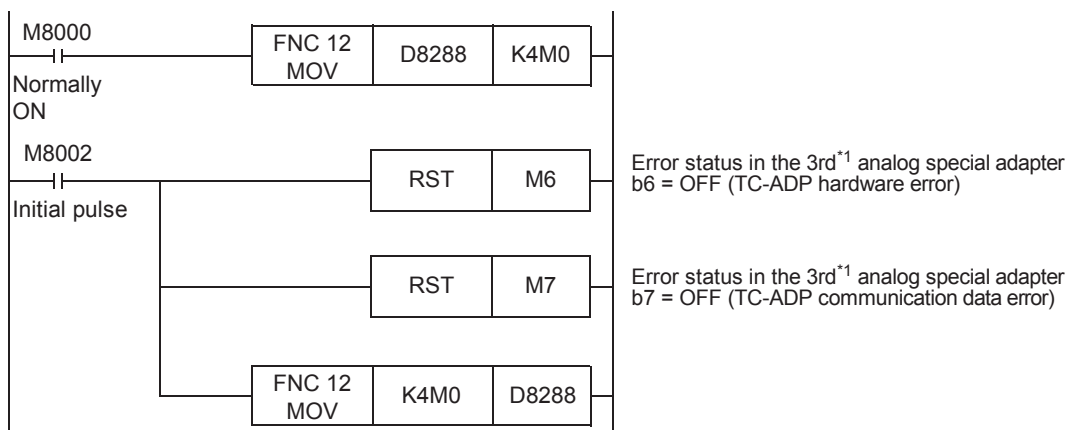 M8000
FNC 12
MOV
D8288
K4M0
Normally
ON
M8002
RST
M6
Error status in the 3rd*1 analog special adapter
b6 = OFF (TC-ADP hardware error)
Initial pulse
RST
M7
Error status in the 3rd*1 analog special adapter
b7 = OFF (TC-ADP communication data error)
FNC 12
MOV
K4M0
D8288